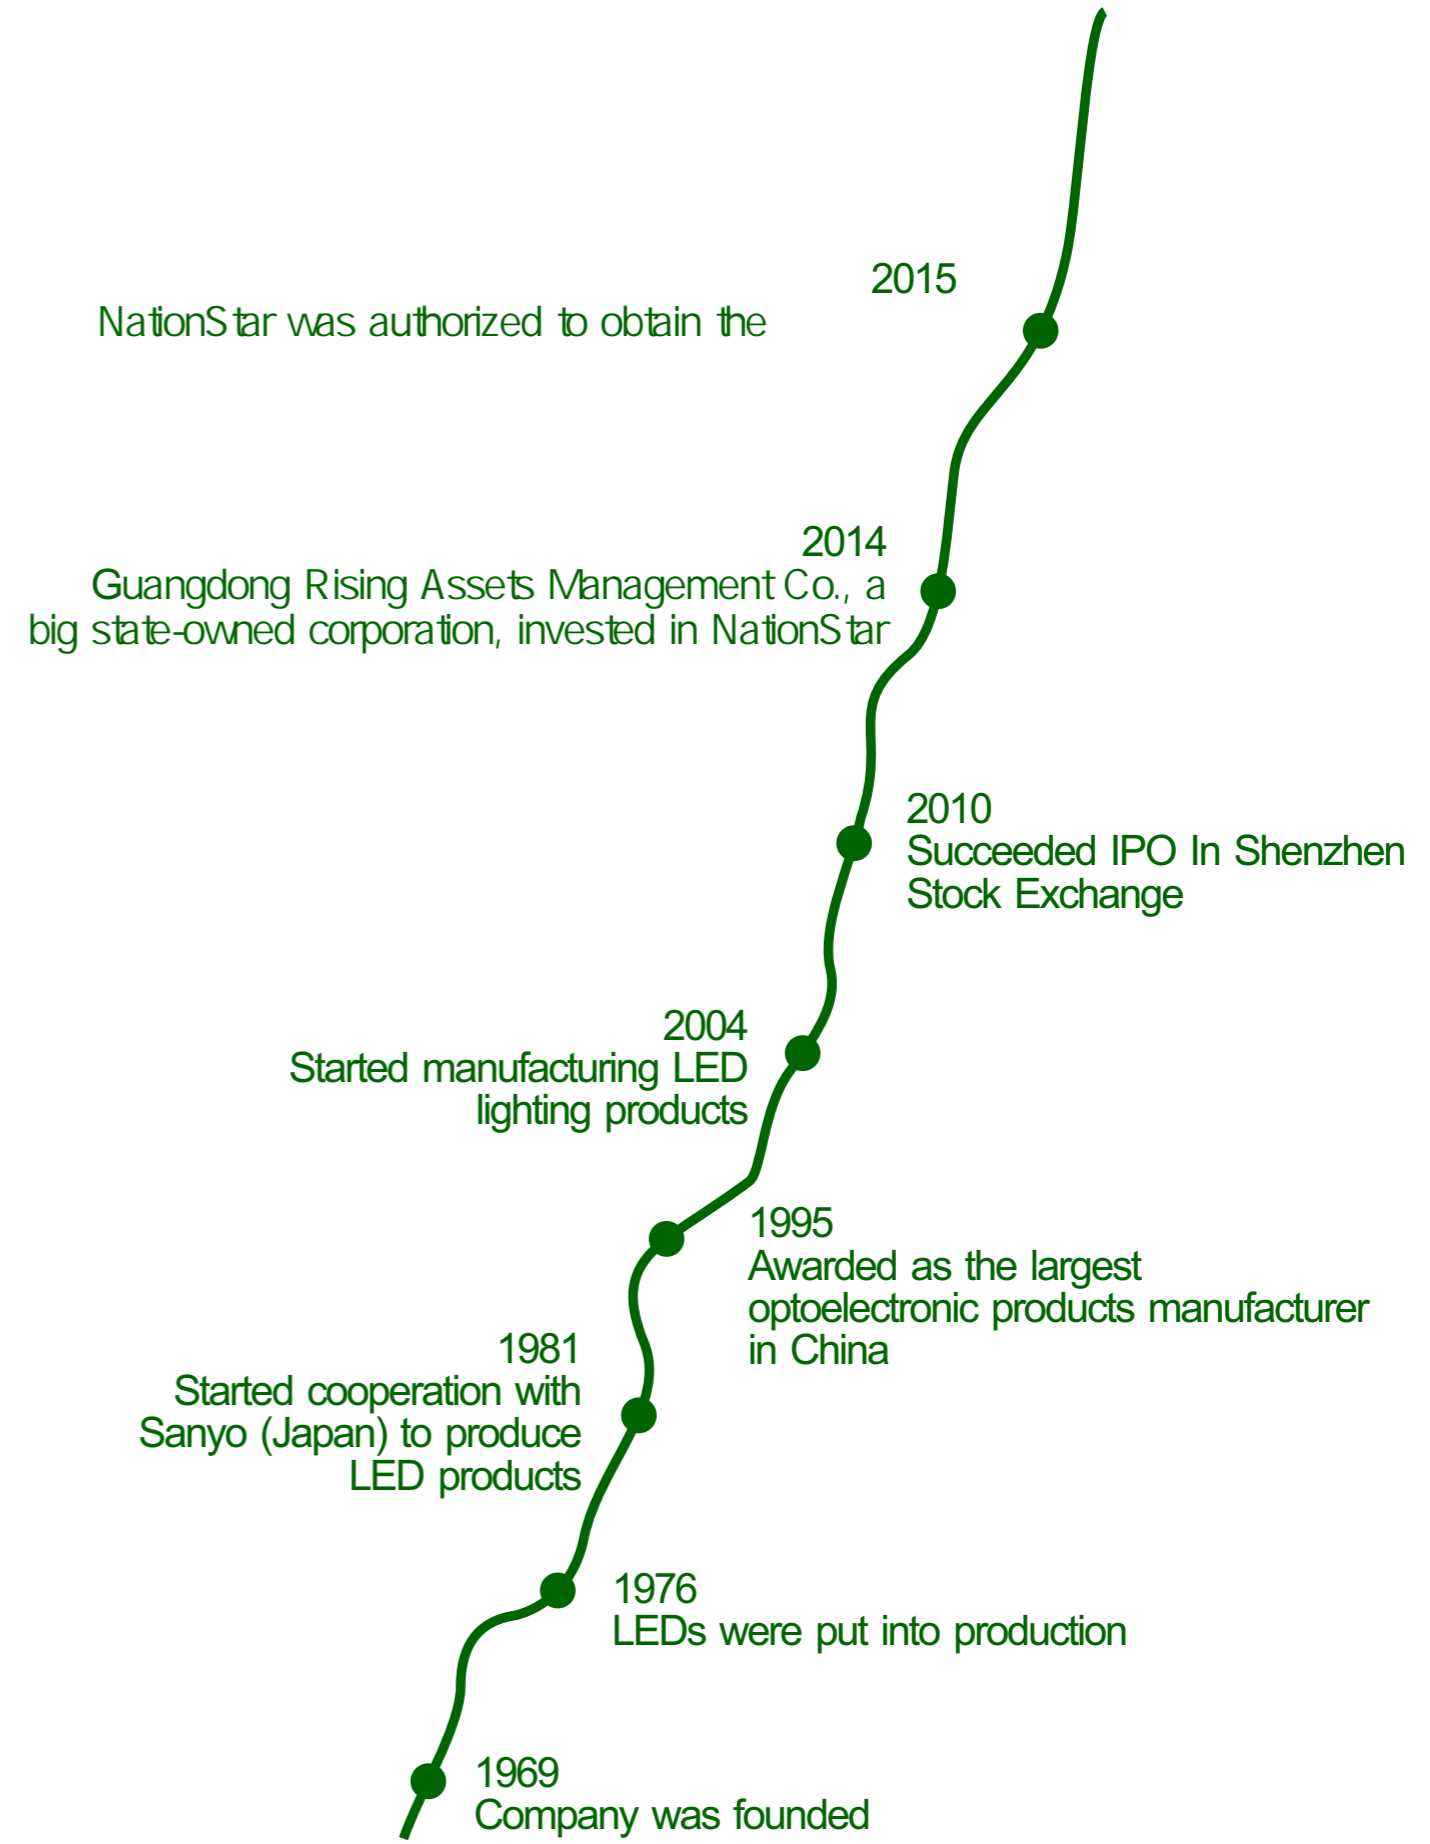 2015
NationStar was authorized to obtain the
2014
Guangdong Rising Assets Management Co., a
big state-owned corporation, invested in NationStar
2010
Succeeded IPO In Shenzhen
Stock Exchange
2004
Started manufacturing LED
lighting products
1995
Awarded as the largest
optoelectronic products manufacturer
in China
1981
Started cooperation with
Sanyo (Japan) to produce
LED products
1976
LEDs were put into production
1969
Company was founded